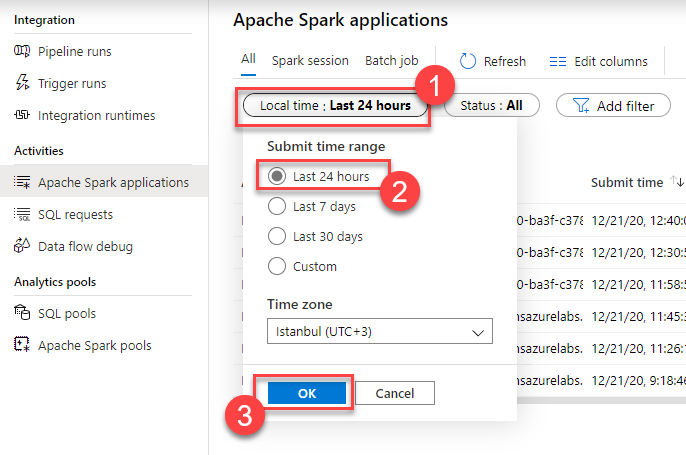 Integration
Pipeline runs
Trigger runs
Integration runtimes
Activities
Apache Spark applications
SQL requests
Data flow debug
Analytics pools
SQL pools
Apache Spark pools
Apache Spark applications
All Spark session Batch job Refresh Edit columns
1
Local time : Last 24 hours Status : All Add filter
Submit time range
Last 24 hours
2
Last 7 days
Last 30 days
Custom
Time zone
Istanbul (UTC+3)
OK Cancel
3
Submit time
0-ba3f-c378 12/21/20, 12:40:0
0-ba3f-c378 12/21/20, 12:30:5
0-ba3f-c378 12/21/20, 11:58:5
nsazurelabs. 12/21/20, 11:45:3
nsazurelabs. 12/21/20, 11:26:1
nsazurelabs. 12/21/20, 9:18:46